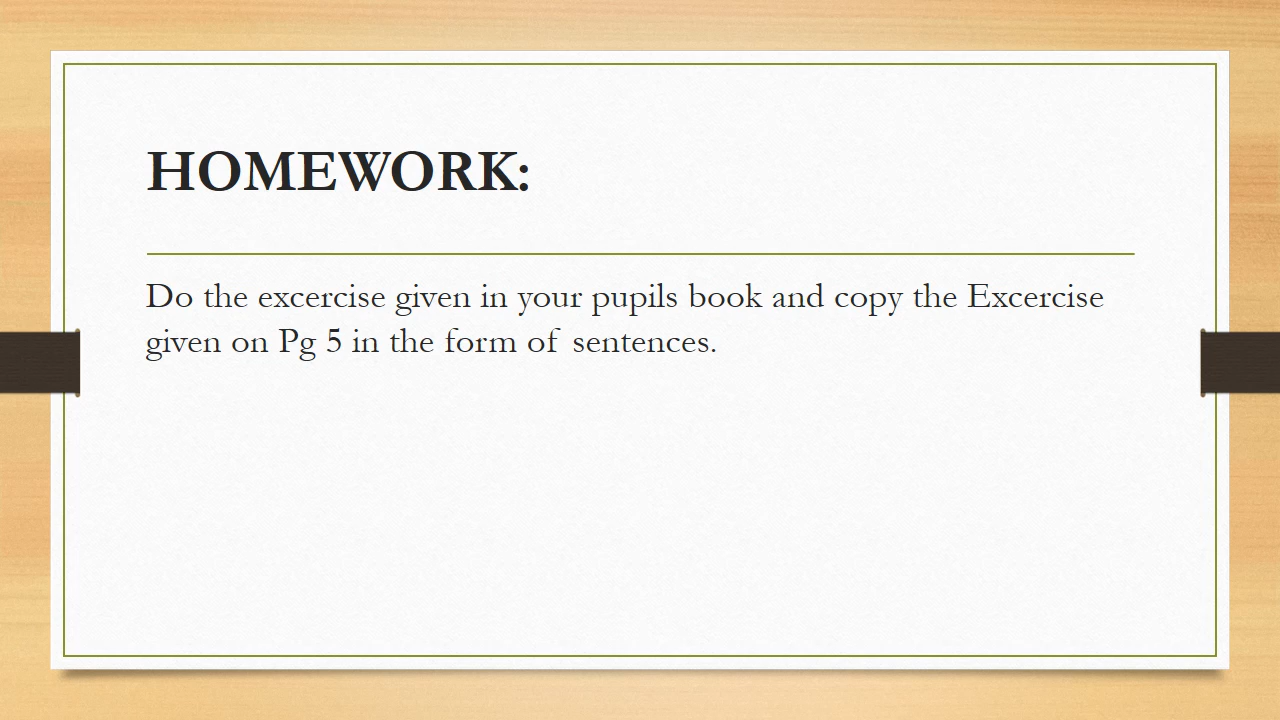 HOMEWORK:
Do the excercise given in your pupils book and copy the Excercise
given on Pg 5 in the form of sentences.